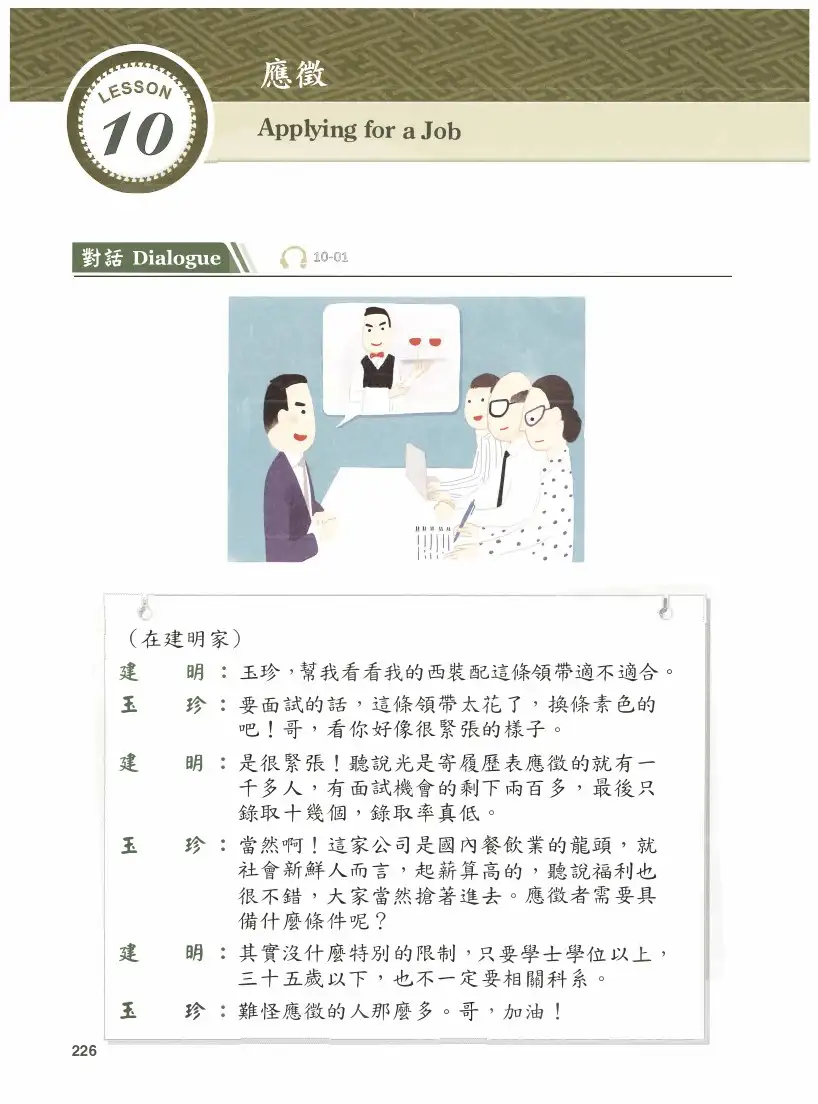 LESSON
10
應徵
Applying for a Job
對話 Dialogue
10-01
（在建明家）
建 明：玉珍，幫我看看我的西裝配這條領帶適不適合。
玉 珍：要面試的話，這條領帶太花了，換條素色的
吧！哥，看你好像很緊張的樣子。
建 明：是很緊張！聽說光是寄履歷表應徵的就有一
千多人，有面試機會的剩下兩百多，最後只
錄取十幾個，錄取率真低。
玉 珍：當然啊！這家公司是國內餐飲業的龍頭，就
社會新鮮人而言，起薪算高的，聽說福利也
很不錯，大家當然搶著進去。應徵者需要具
備什麼條件呢？
建 明：其實沒什麼特別的限制，只要學士學位以上，
三十五歲以下，也不一定要相關科系。
玉 珍：難怪應徵的人那麼多。哥，加油！
226